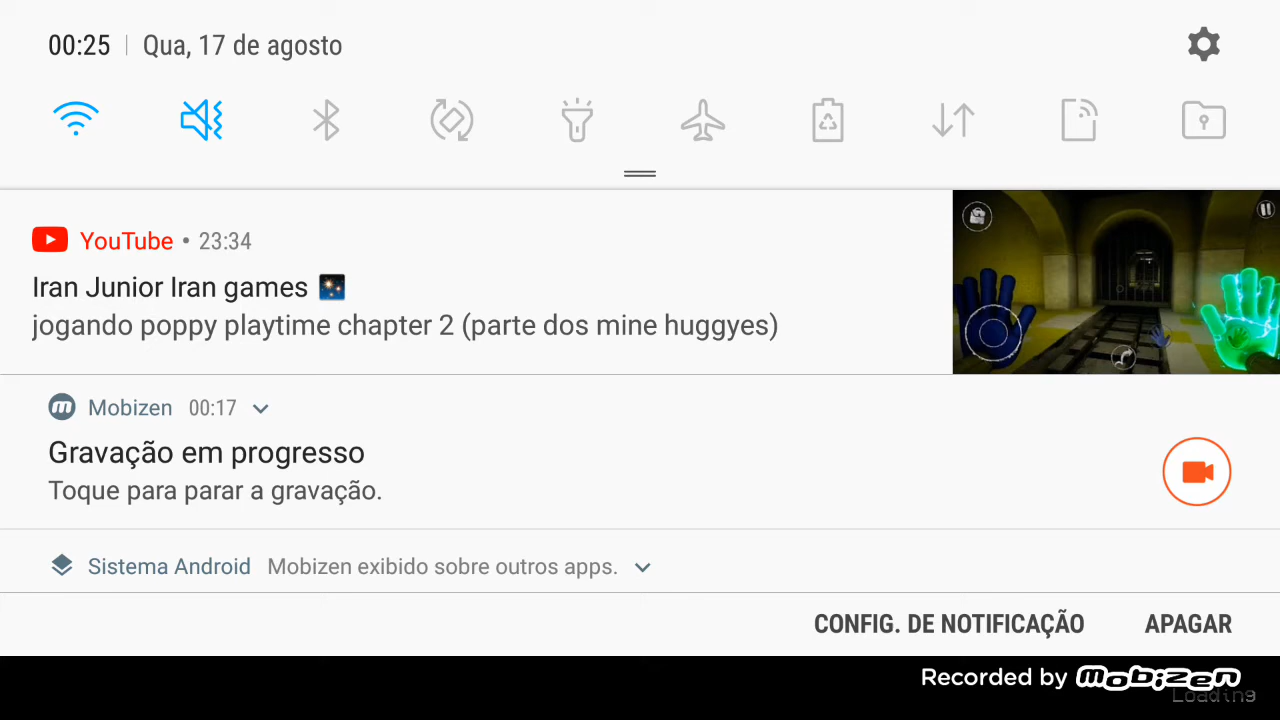 00:25 | Qua, 17 de agosto
YouTube • 23:34
Iran Junior Iran games
jogando poppy playtime chapter 2 (parte dos mine huggyes)
Mobizen 00:17
Gravação em progresso
Toque para parar a gravação.
Sistema Android Mobizen exibido sobre outros apps.
CONFIG. DE NOTIFICAÇÃO APAGAR
Recorded by mobizen
Loading